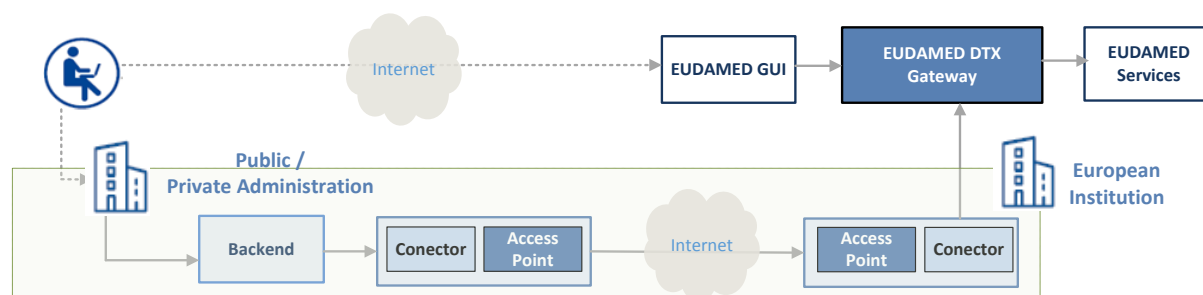 Internet
EUDAMED GUI
EUDAMED DTX
Gateway
EUDAMED
Services
Public /
Private Administration
European
Institution
Backend
Conector
Access
Point
Internet
Access
Point
Conector